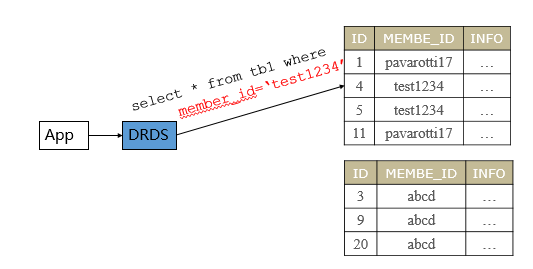 select * from tb1 where
member_id='test1234'
App
DRDS
ID MEMBE_ID INFO
1 pavarotti17 ...
4 test1234 ...
5 test1234 ...
11 pavarotti17 ...
ID MEMBE_ID INFO
3 abcd ...
9 abcd ...
20 abcd ...